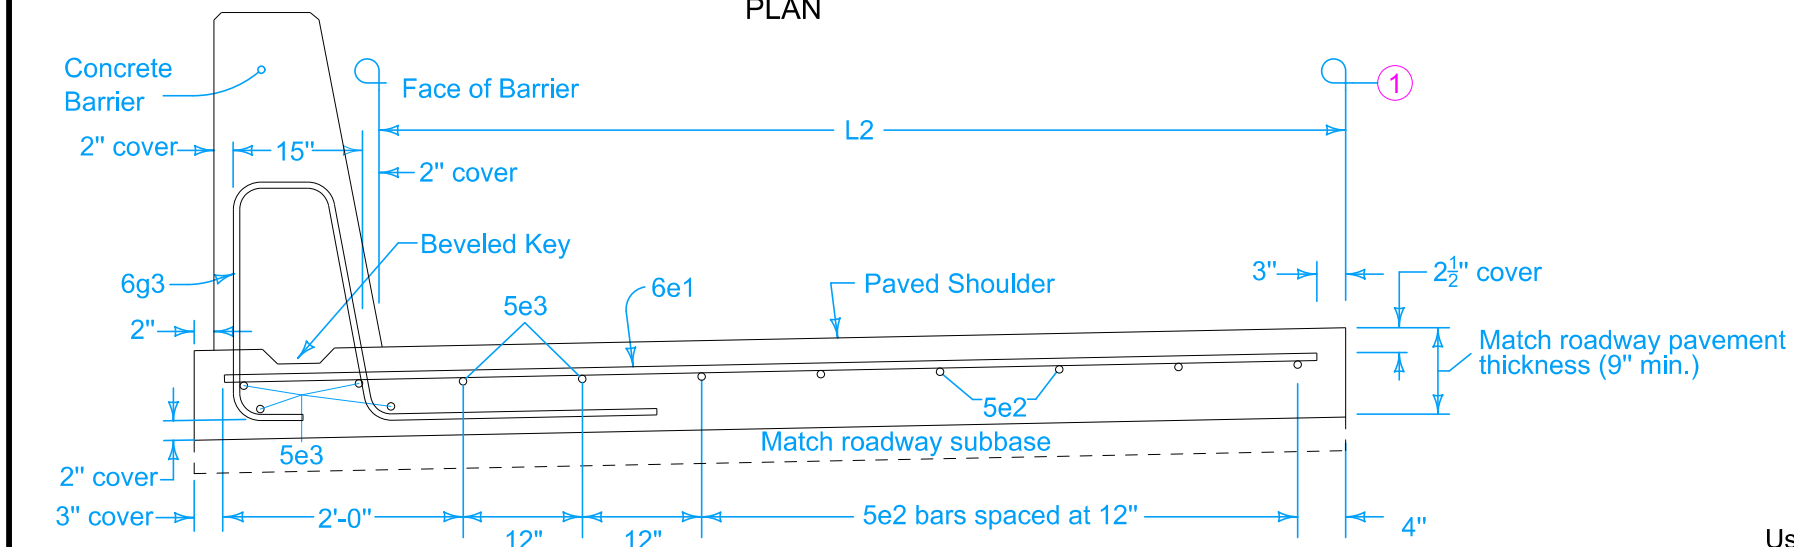 PLAN
Concrete
Barrier
Face of Barrier
1
L2
2" cover
15"
2" cover
Beveled Key
6g3
6e1
Paved Shoulder
3"
2½" cover
5e3
2"
Match roadway pavement
thickness (9" min.)
5e2
Match roadway subbase
5e3
2" cover
3" cover
2'-0"
5e2 bars spaced at 12"
4"
12"
12"
Us